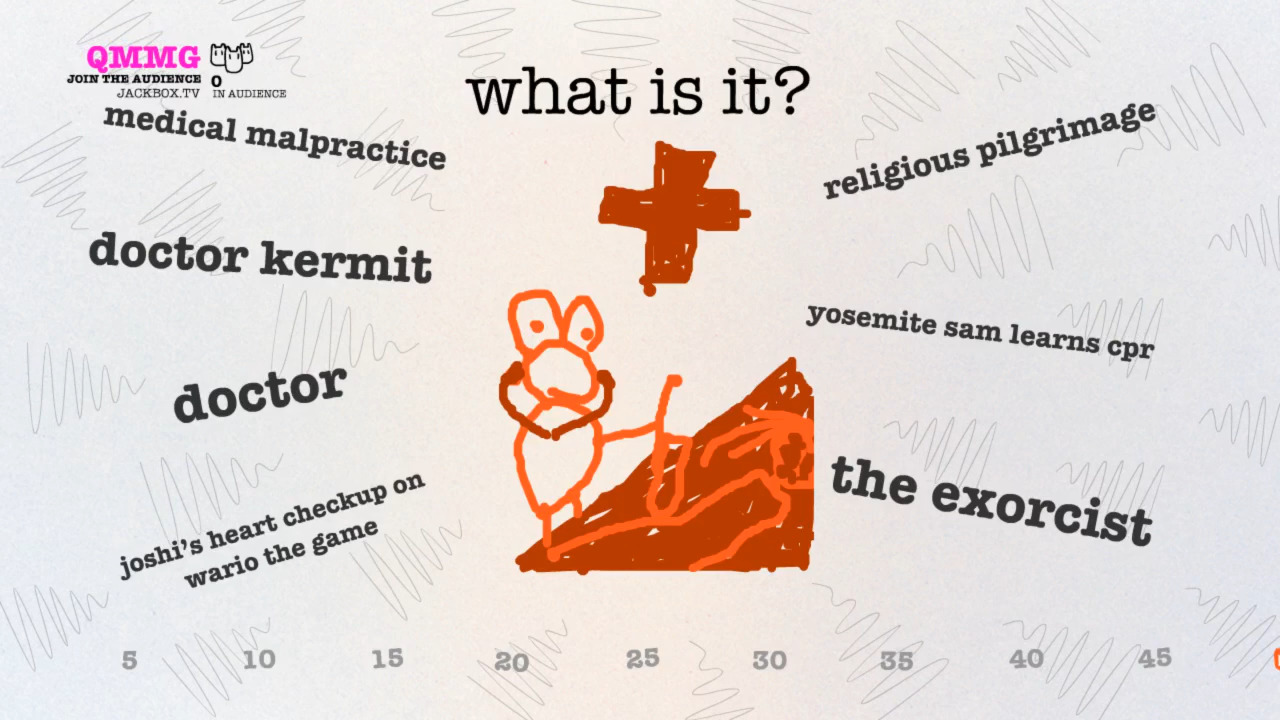 QMMG
JOIN THE AUDIENCE
JACKBOX.TV
0
IN AUDIENCE
what is it?
medical malpractice
religious pilgrimage
doctor kermit
yosemite sam learns cpr
doctor
the exorcist
joshi's heart checkup on
wario the game
5 10 15 20 25 30 35 40 45